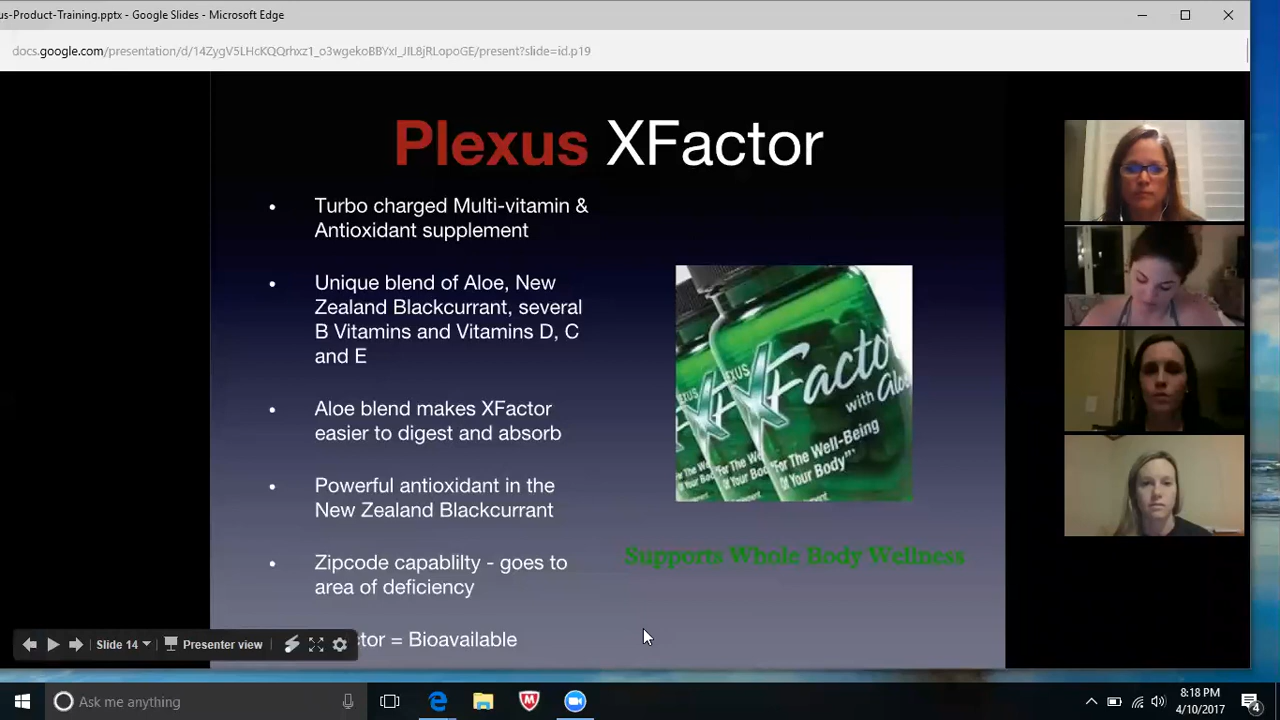 us-Product-Training.pptx - Google Slides - Microsoft Edge
docs.google.com/presentation/d/14ZygV5LHcKQQrhxz1_o3wgekoBBYxI_JIL8jRLopoGE/present?slide=id.p19
Plexus XFactor
• Turbo charged Multi-vitamin &
Antioxidant supplement
• Unique blend of Aloe, New
Zealand Blackcurrant, several
B Vitamins and Vitamins D, C
and E
• Aloe blend makes XFactor
easier to digest and absorb
• Powerful antioxidant in the
New Zealand Blackcurrant
• Zipcode capablilty - goes to
area of deficiency
ctor = Bioavailable
PLEXUS
XFacto
with Aloe
"For The Well-Being
Of Your Body"
Supports Whole Body Wellness
Slide 14
Presenter view
Ask me anything
8:18 PM
4/10/2017
4